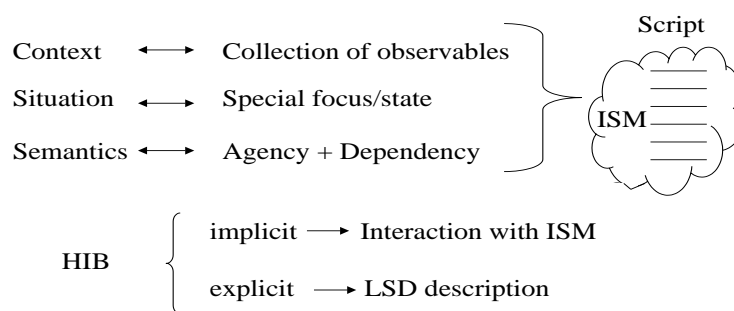 Script
Context Collection of observables
Situation Special focus/state
ISM
Semantics Agency + Dependency
implicit Interaction with ISM
HIB
explicit LSD description